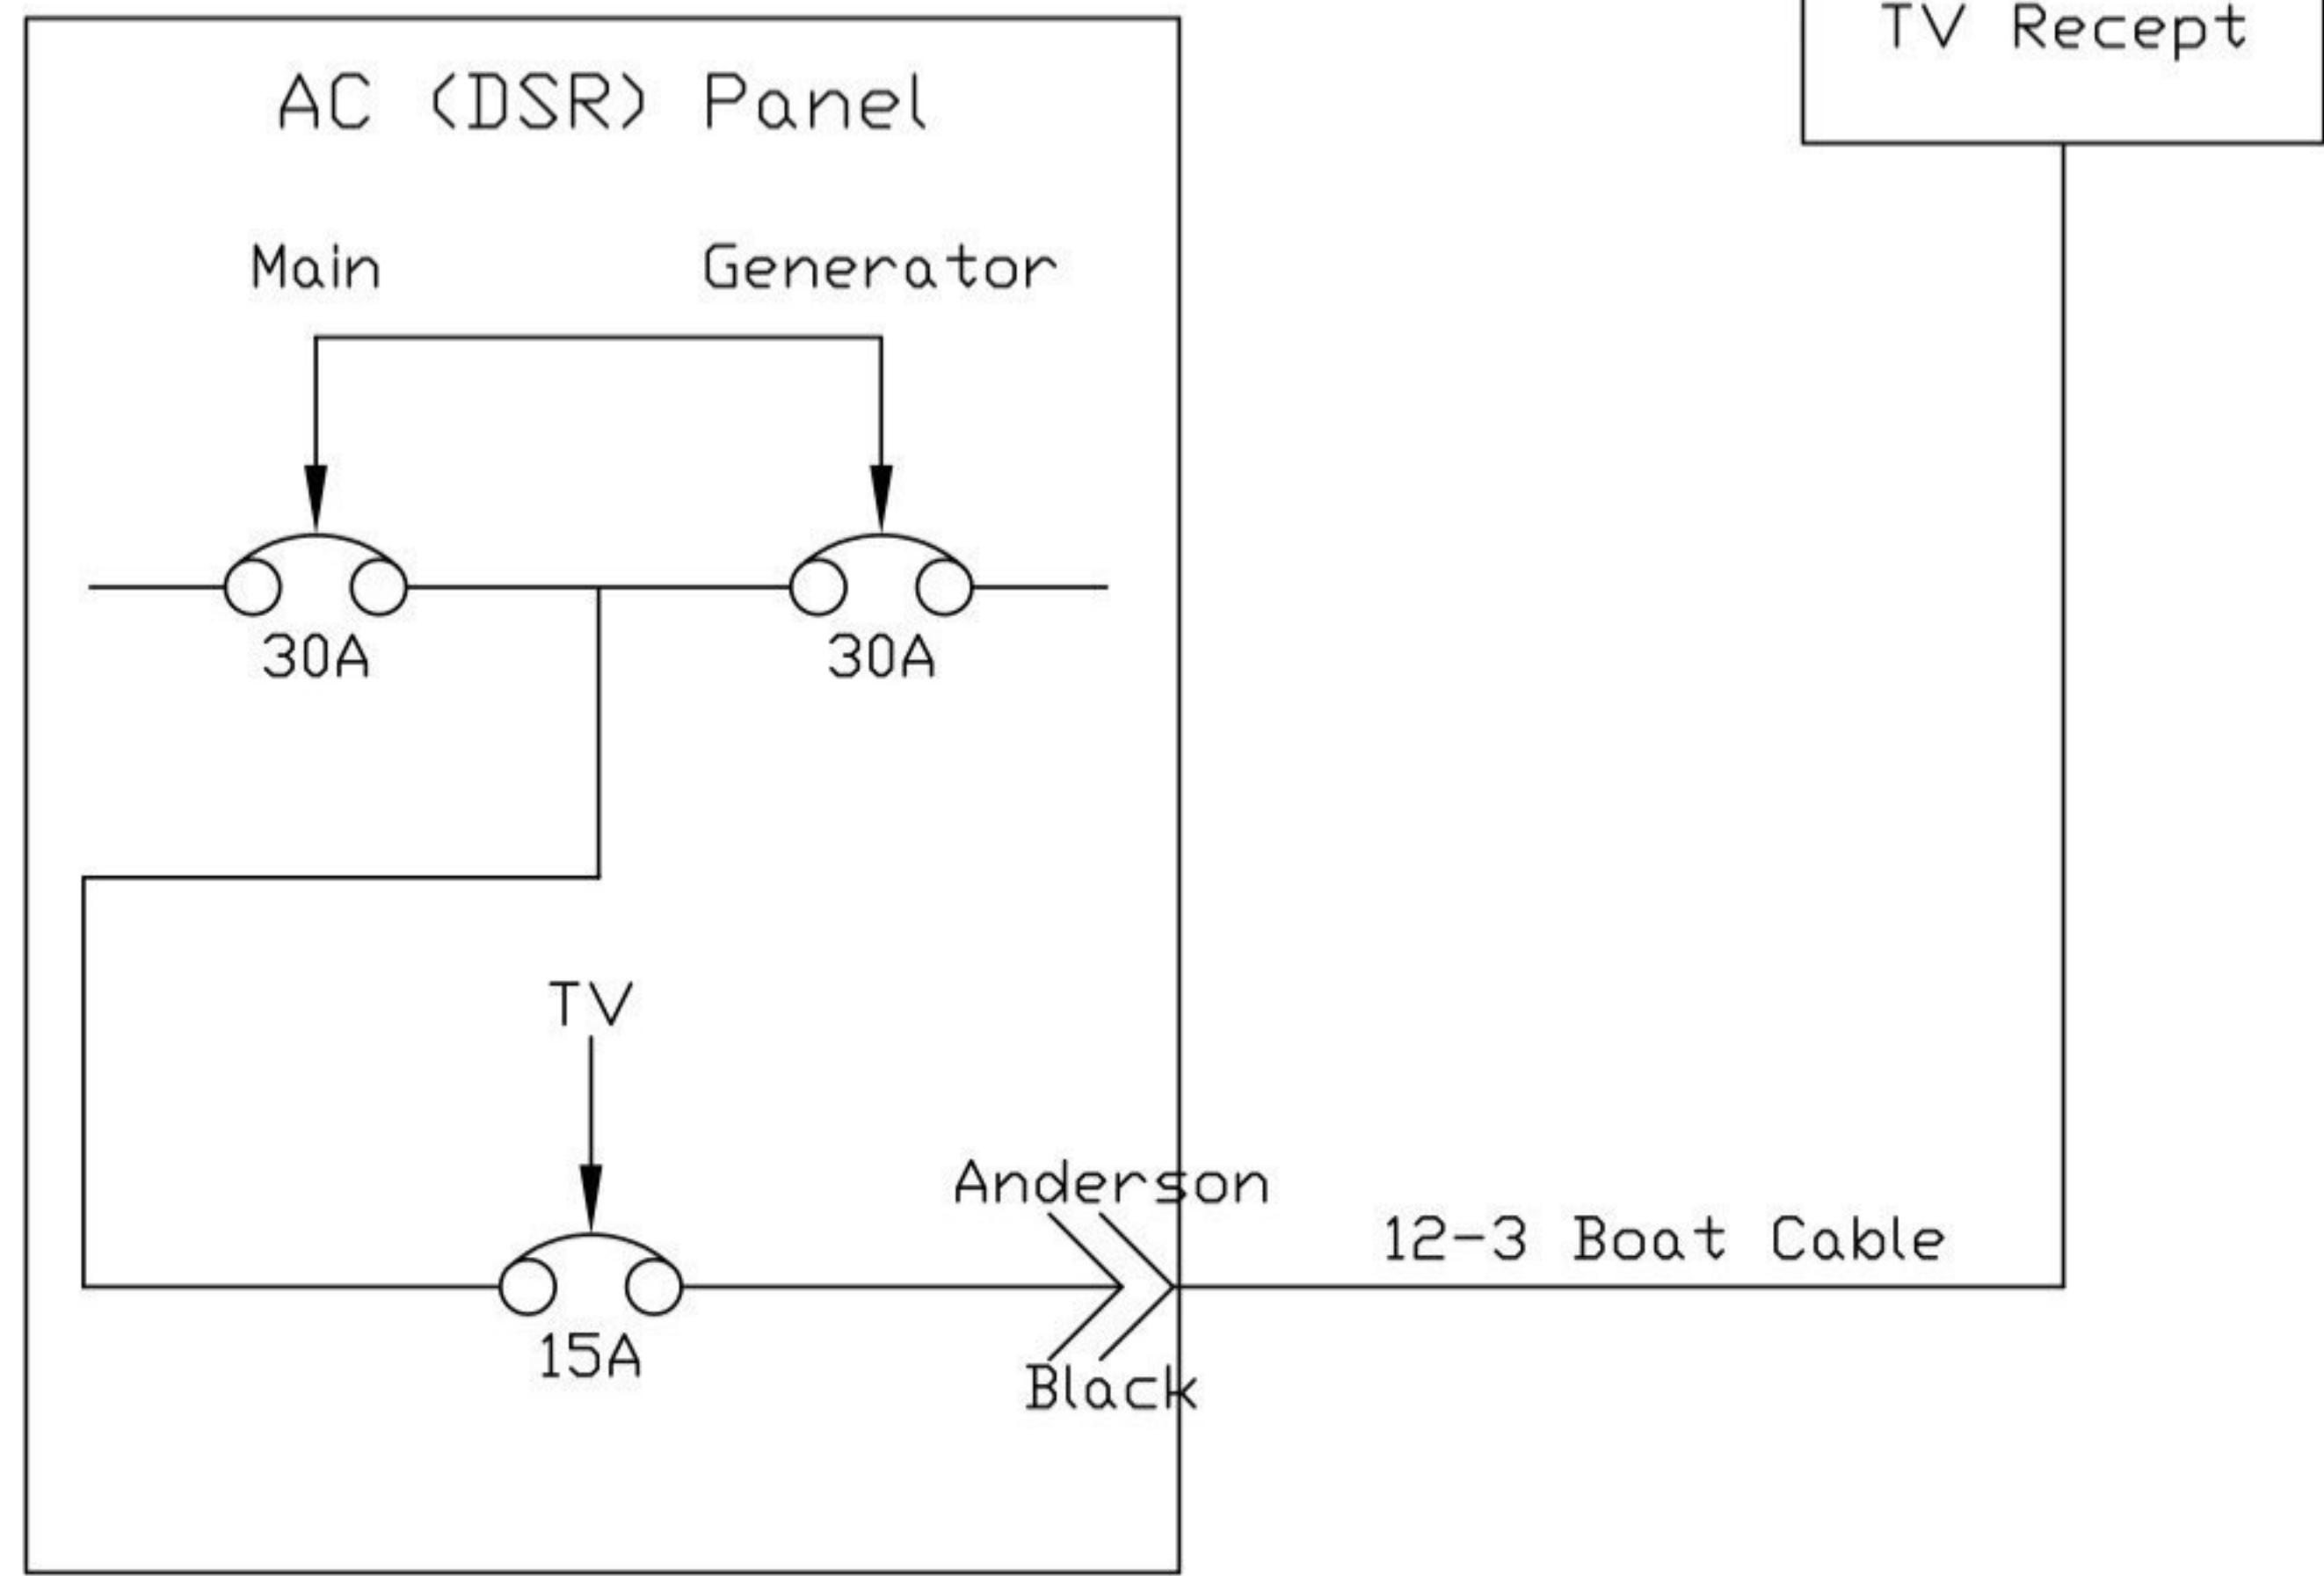 TV Recept
AC (DSR) Panel
Main
Generator
30A
30A
TV
Anderson
12-3 Boat Cable
15A
Black